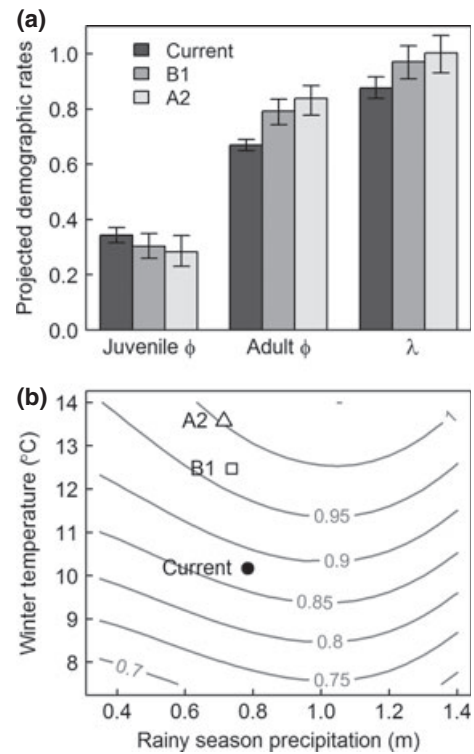 (a)
Projected demographic rates
1.0
0.8
0.6
0.4
0.2
0.0
Current
B1
A2
Juvenile ϕ
Adult ϕ
λ
(b)
Winter temperature (°C)
14
13
12
11
10
9
8
A2
B1
Current
1
0.95
0.9
0.85
0.8
0.75
0.7
0.4
0.6
0.8
1.0
1.2
1.4
Rainy season precipitation (m)